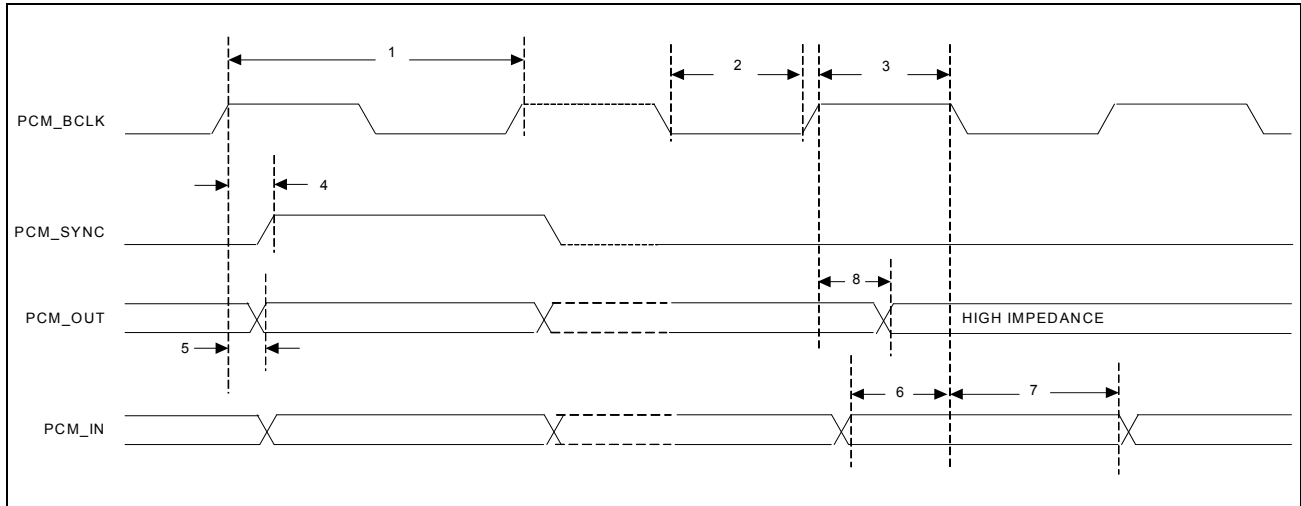 1
2
3
PCM_BCLK
4
PCM_SYNC
8
PCM_OUT
HIGH IMPEDANCE
5
6
7
PCM_IN